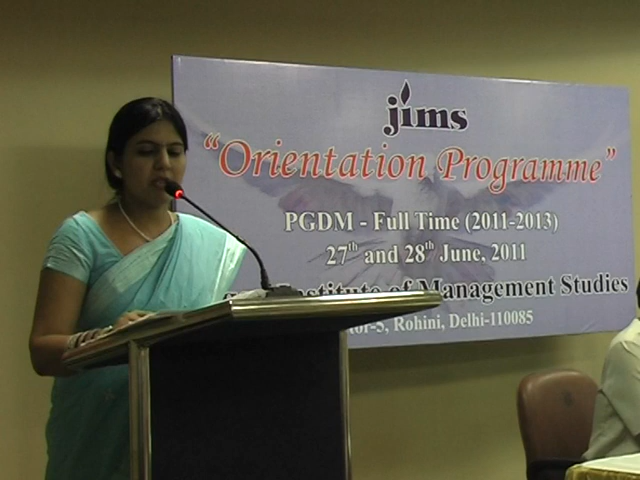 jims
"Orientation Programme"
PGDM - Full Time (2011-2013)
27th and 28th June, 2011
Institute of Management Studies
-5, Rohini, Delhi-110085